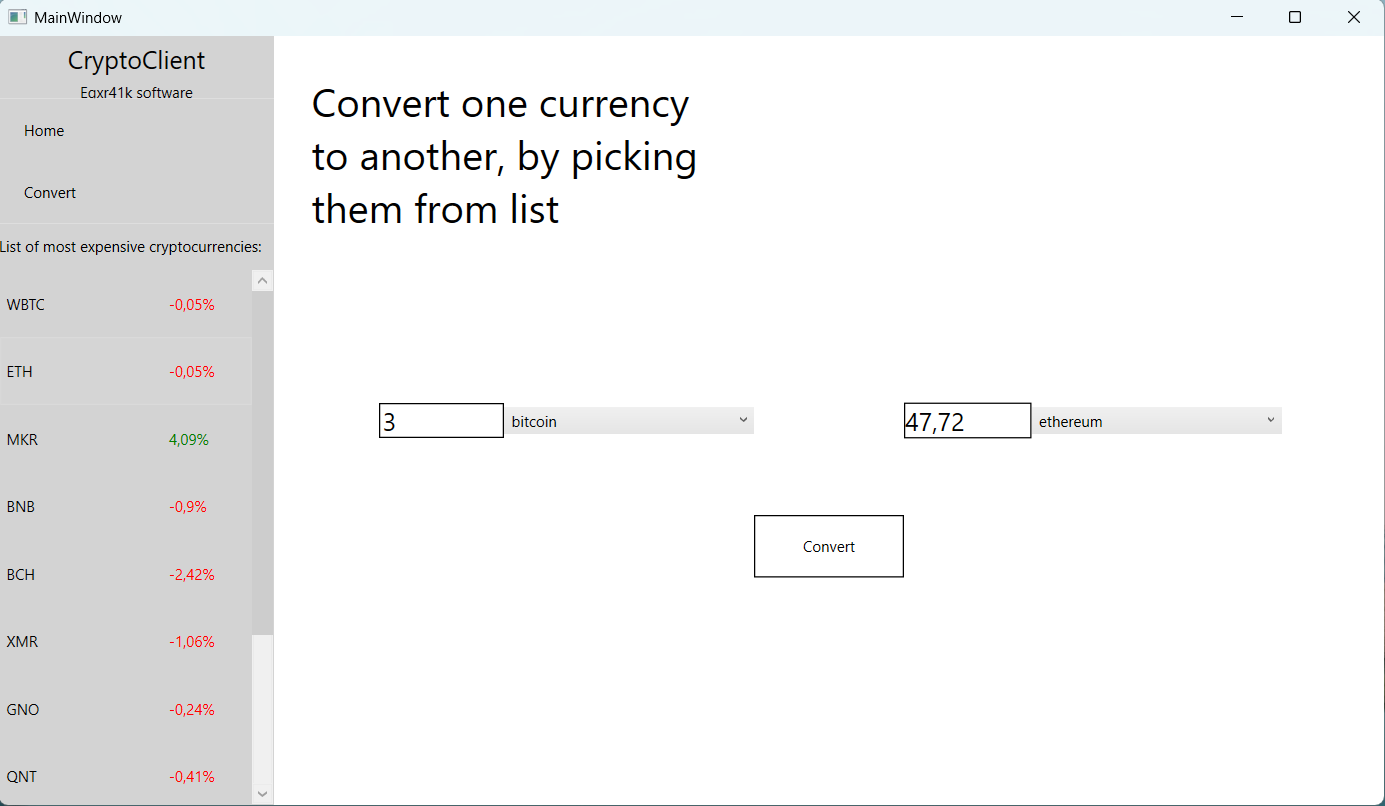 MainWindow
CryptoClient
Eqxr41k software
Home
Convert
List of most expensive cryptocurrencies:
WBTC -0,05%
ETH -0,05%
MKR 4,09%
BNB -0,9%
BCH -2,42%
XMR -1,06%
GNO -0,24%
QNT -0,41%
Convert one currency
to another, by picking
them from list
3 bitcoin 47,72 ethereum
Convert